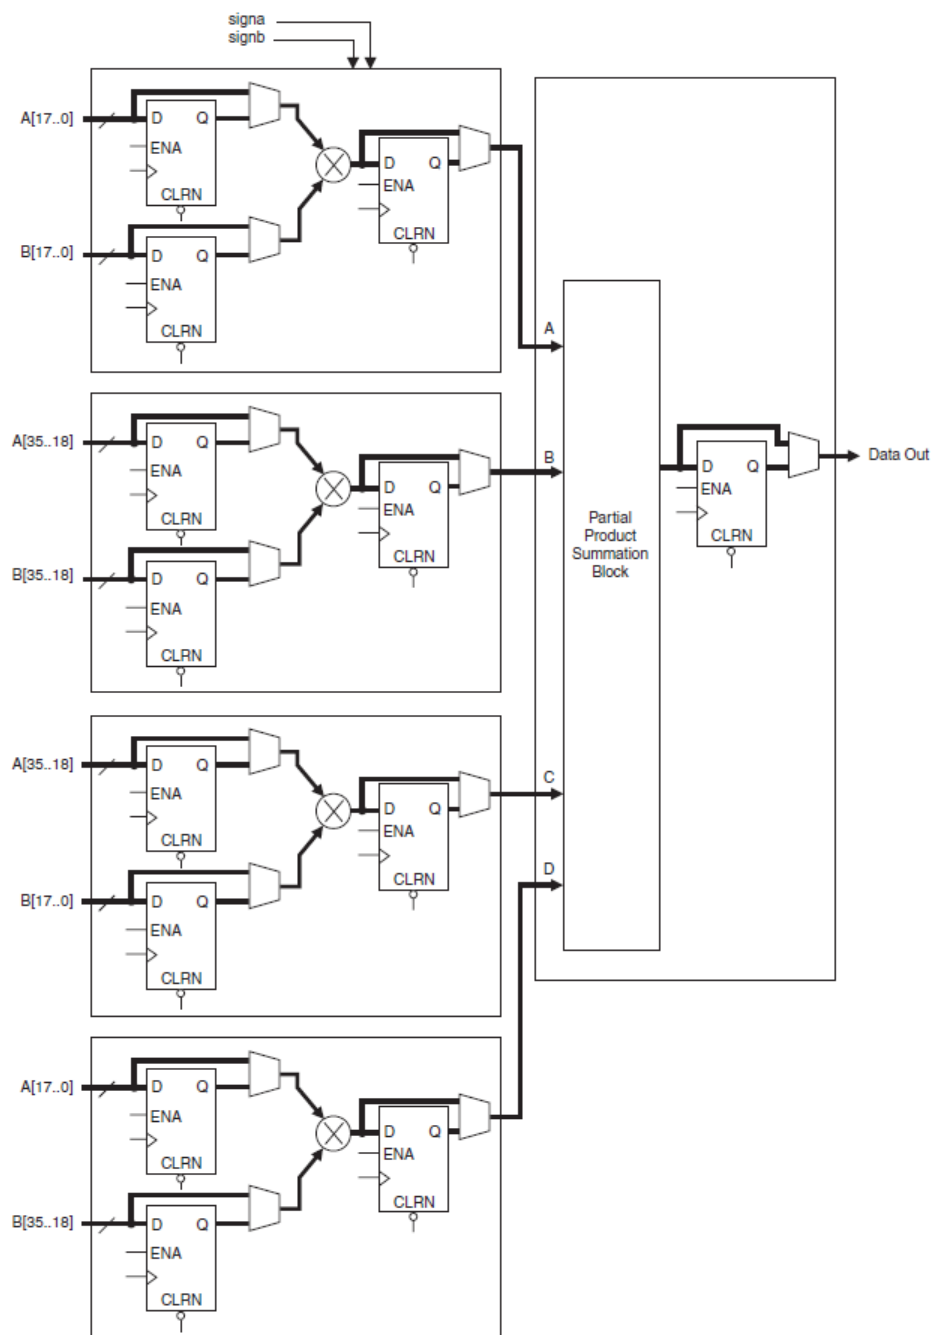 signa
signb
A[17..0]
D Q
ENA
CLRN
B[17..0]
D Q
ENA
CLRN
D Q
ENA
CLRN
A
A[35..18]
D Q
ENA
CLRN
B[35..18]
D Q
ENA
CLRN
D Q
ENA
CLRN
B
A[35..18]
D Q
ENA
CLRN
B[17..0]
D Q
ENA
CLRN
D Q
ENA
CLRN
C
A[17..0]
D Q
ENA
CLRN
B[35..18]
D Q
ENA
CLRN
D Q
ENA
CLRN
D
Partial
Product
Summation
Block
D Q
ENA
CLRN
Data Out